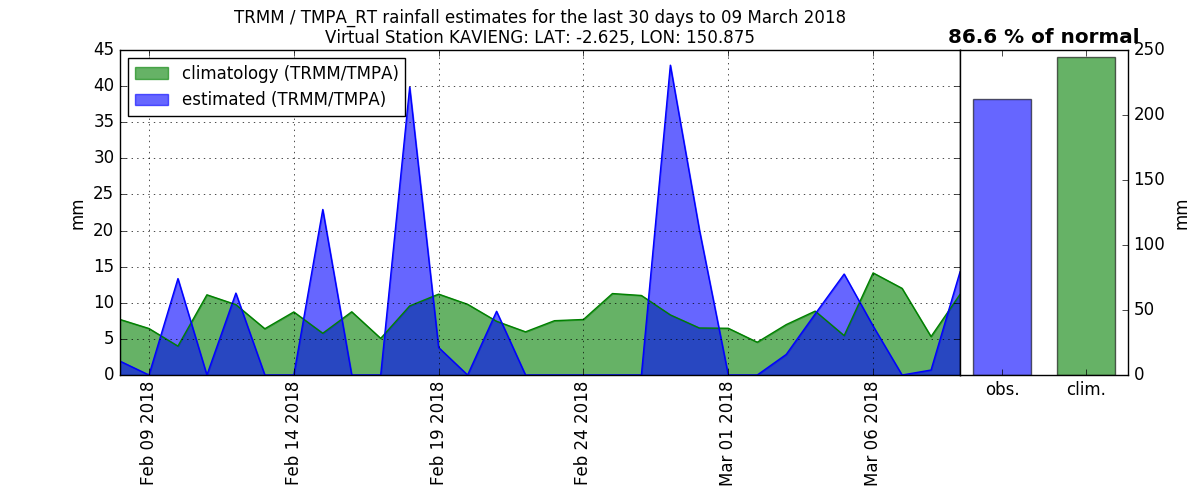 TRMM / TMPA_RT rainfall estimates for the last 30 days to 09 March 2018
Virtual Station KAVIENG: LAT: -2.625, LON: 150.875
86.6 % of normal
climatology (TRMM/TMPA)
estimated (TRMM/TMPA)
45
40
35
30
25
20
15
10
5
0
mm
Feb 09 2018
Feb 14 2018
Feb 19 2018
Feb 24 2018
Mar 01 2018
Mar 06 2018
250
200
150
100
50
0
mm
obs.
clim.